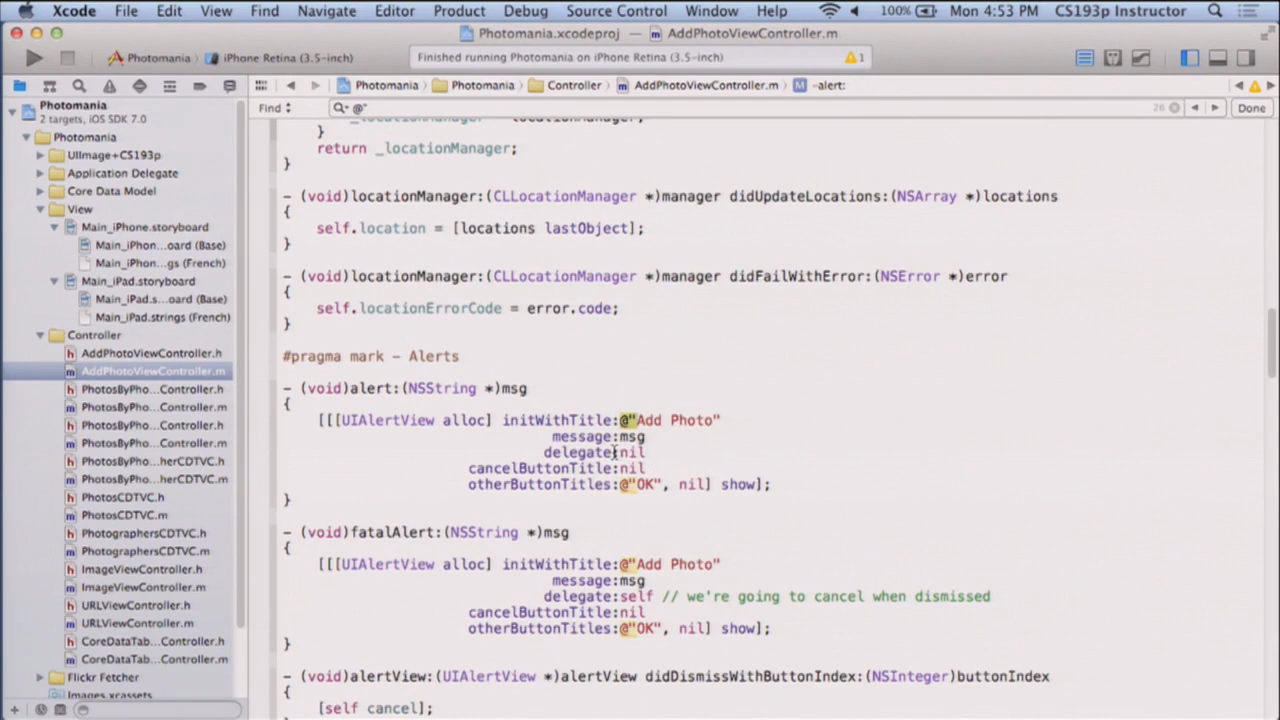 Xcode File Edit View Find Navigate Editor Product Debug Source Control Window Help 100% Mon 4:53 PM CS193p Instructor
Photomania.xcodeproj — AddPhotoViewController.m
Photomania iPhone Retina (3.5-inch) Finished running Photomania on iPhone Retina (3.5-inch) 1
Photomania Photomania Controller AddPhotoViewController.m -alert:
Find @" 26 Done
Photomania
2 targets, iOS SDK 7.0
Photomania
UIImage+CS193p
Application Delegate
Core Data Model
View
Main_iPhone.storyboard
Main_iPhon...oard (Base)
Main_iPhon...gs (French)
Main_iPad.storyboard
Main_iPad.s...oard (Base)
Main_iPad.strings (French)
Controller
AddPhotoViewController.h
AddPhotoViewController.m
PhotosByPho...Controller.h
PhotosByPho...Controller.m
PhotosByPho...Controller.h
PhotosByPho...Controller.m
PhotosByPho...herCDTVC.h
PhotosByPho...herCDTVC.m
PhotosCDTVC.h
PhotosCDTVC.m
PhotographersCDTVC.h
PhotographersCDTVC.m
ImageViewController.h
ImageViewController.m
URLViewController.h
URLViewController.m
CoreDataTab...Controller.h
CoreDataTab...Controller.m
Flickr Fetcher
Images.xcassets
_locationManager = locationManager;
}
return _locationManager;
}
- (void)locationManager:(CLLocationManager *)manager didUpdateLocations:(NSArray *)locations
{
self.location = [locations lastObject];
}
- (void)locationManager:(CLLocationManager *)manager didFailWithError:(NSError *)error
{
self.locationErrorCode = error.code;
}
#pragma mark - Alerts
- (void)alert:(NSString *)msg
{
[[[UIAlertView alloc] initWithTitle:@"Add Photo"
message:msg
delegate:nil
cancelButtonTitle:nil
otherButtonTitles:@"OK", nil] show];
}
- (void)fatalAlert:(NSString *)msg
{
[[[UIAlertView alloc] initWithTitle:@"Add Photo"
message:msg
delegate:self // we're going to cancel when dismissed
cancelButtonTitle:nil
otherButtonTitles:@"OK", nil] show];
}
- (void)alertView:(UIAlertView *)alertView didDismissWithButtonIndex:(NSInteger)buttonIndex
{
[self cancel];